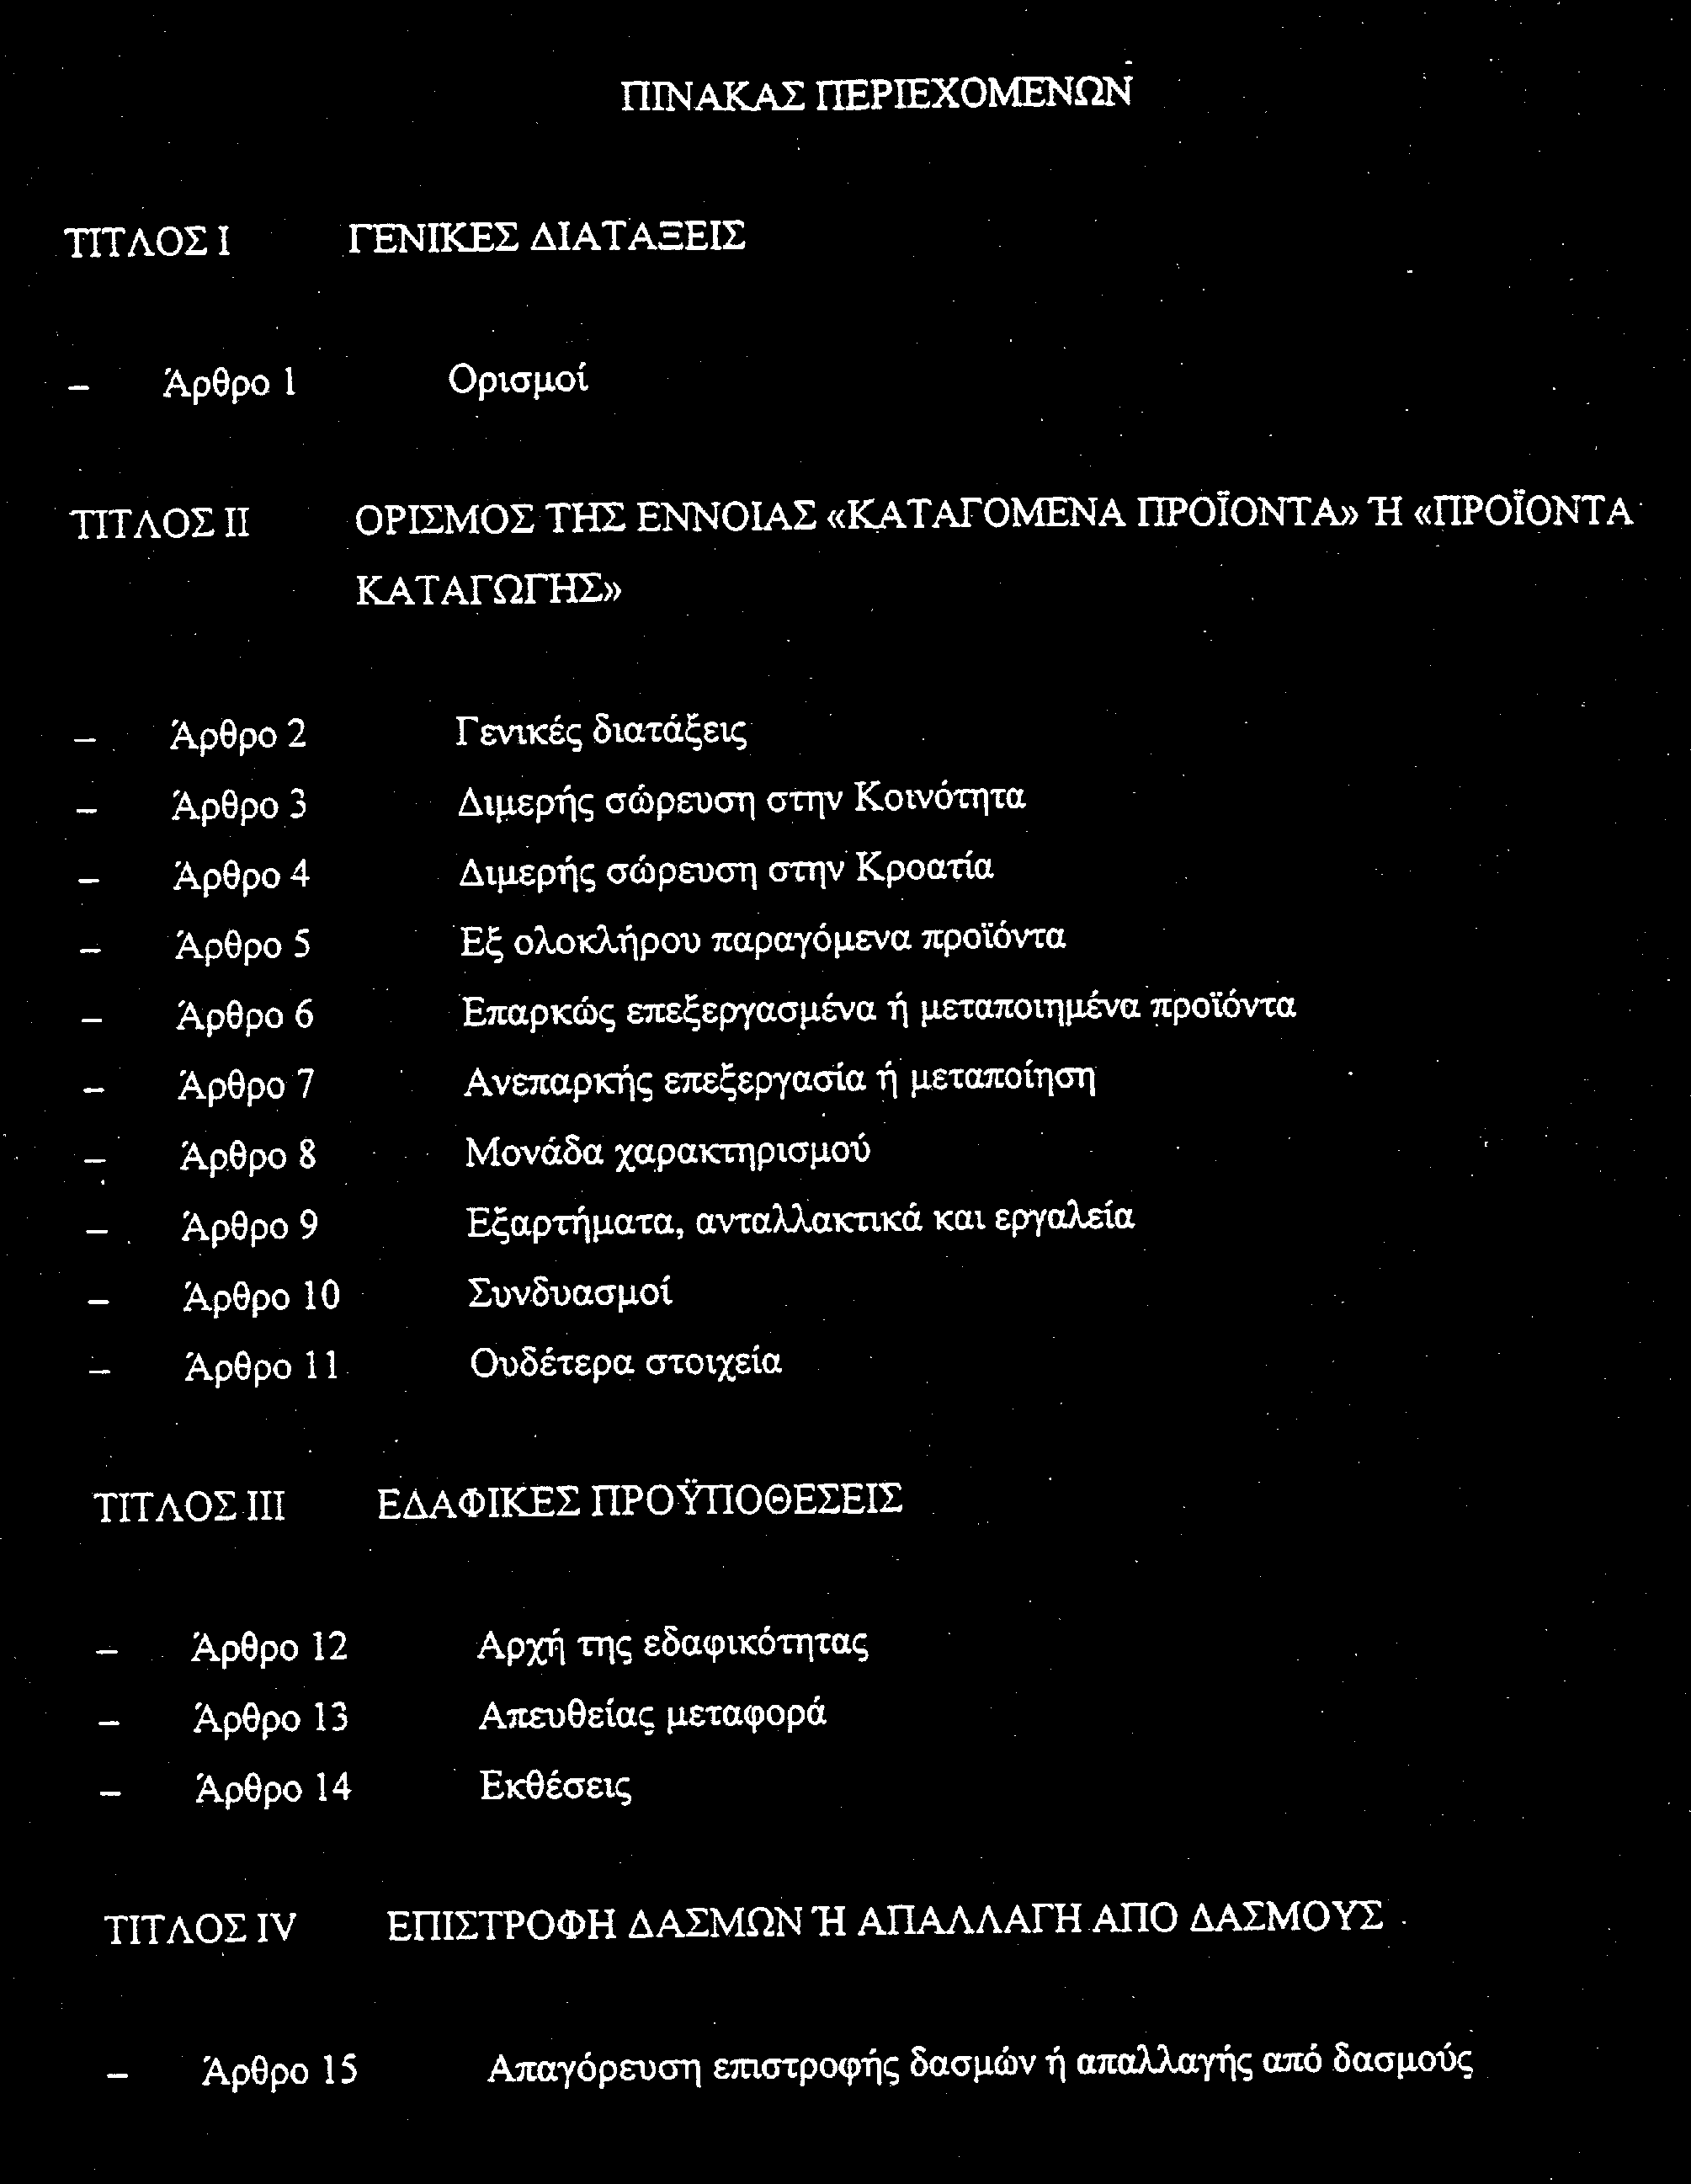 ΠΙΝΑΚΑΣ ΠΕΡΙΕΧΟΜΕΝΩΝ
ΤΙΤΛΟΣ Ι ΓΕΝΙΚΕΣ ΔΙΑΤΑΞΕΙΣ
– Άρθρο 1 Ορισμοί
ΤΙΤΛΟΣ ΙΙ ΟΡΙΣΜΟΣ ΤΗΣ ΕΝΝΟΙΑΣ «ΚΑΤΑΓΟΜΕΝΑ ΠΡΟΪΟΝΤΑ» Ή «ΠΡΟΪΟΝΤΑ
ΚΑΤΑΓΩΓΗΣ»
– Άρθρο 2 Γενικές διατάξεις
– Άρθρο 3 Διμερής σώρευση στην Κοινότητα
– Άρθρο 4 Διμερής σώρευση στην Κροατία
– Άρθρο 5 Εξ ολοκλήρου παραγόμενα προϊόντα
– Άρθρο 6 Επαρκώς επεξεργασμένα ή μεταποιημένα προϊόντα
– Άρθρο 7 Ανεπαρκής επεξεργασία ή μεταποίηση
– Άρθρο 8 Μονάδα χαρακτηρισμού
– Άρθρο 9 Εξαρτήματα, ανταλλακτικά και εργαλεία
– Άρθρο 10 Συνδυασμοί
– Άρθρο 11 Ουδέτερα στοιχεία
ΤΙΤΛΟΣ ΙΙΙ ΕΔΑΦΙΚΕΣ ΠΡΟΫΠΟΘΕΣΕΙΣ
– Άρθρο 12 Αρχή της εδαφικότητας
– Άρθρο 13 Απευθείας μεταφορά
– Άρθρο 14 Εκθέσεις
ΤΙΤΛΟΣ IV ΕΠΙΣΤΡΟΦΗ ΔΑΣΜΩΝ Ή ΑΠΑΛΛΑΓΗ ΑΠΟ ΔΑΣΜΟΥΣ
– Άρθρο 15 Απαγόρευση επιστροφής δασμών ή απαλλαγής από δασμούς